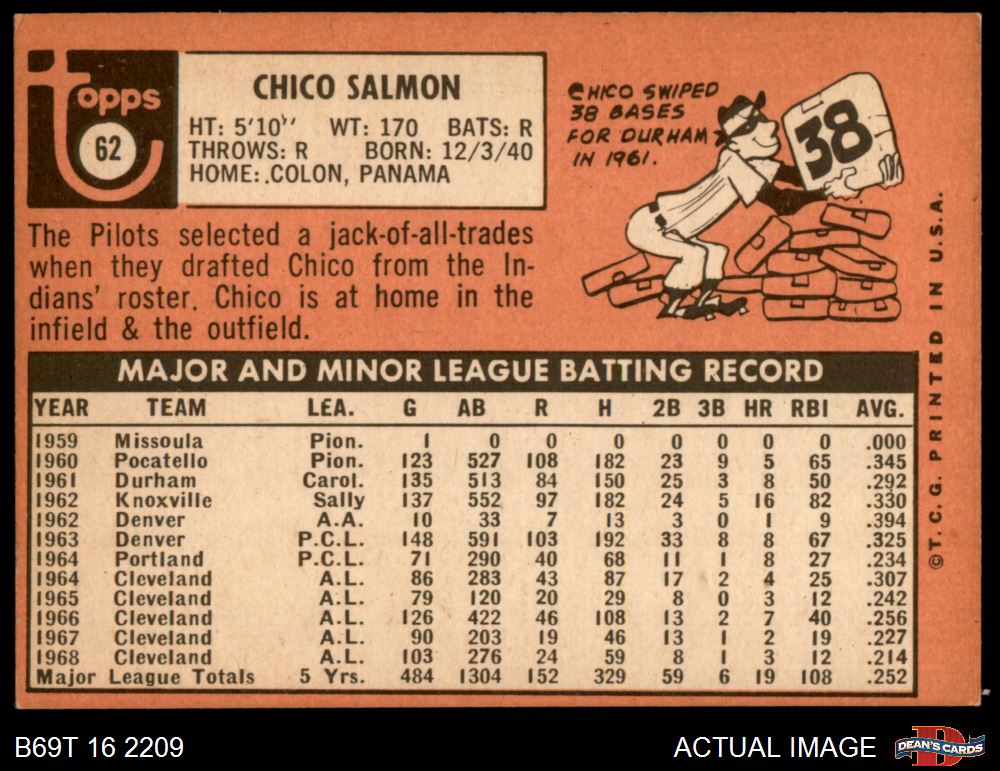 Topps
62
CHICO SALMON
HT: 5'10" WT: 170 BATS: R
THROWS: R BORN: 12/3/40
HOME: COLON, PANAMA
CHICO SWIPED
38 BASES
FOR DURHAM
IN 1961.
38
The Pilots selected a jack-of-all-trades
when they drafted Chico from the In-
dians' roster. Chico is at home in the
infield & the outfield.
MAJOR AND MINOR LEAGUE BATTING RECORD
YEAR TEAM LEA. G AB R H 2B 3B HR RBI AVG.
1959 Missoula Pion. 1 0 0 0 0 0 0 0 .000
1960 Pocatello Pion. 123 527 108 182 23 9 5 65 .345
1961 Durham Carol. 135 513 84 150 25 3 8 50 .292
1962 Knoxville Sally 137 552 97 182 24 5 16 82 .330
1962 Denver A.A. 10 33 7 13 3 0 1 9 .394
1963 Denver P.C.L. 148 591 103 192 33 8 8 67 .325
1964 Portland P.C.L. 71 290 40 68 11 1 8 27 .234
1964 Cleveland A.L. 86 283 43 87 17 2 4 25 .307
1965 Cleveland A.L. 79 120 20 29 8 0 3 12 .242
1966 Cleveland A.L. 126 422 46 108 13 2 7 40 .256
1967 Cleveland A.L. 90 203 19 46 13 1 2 19 .227
1968 Cleveland A.L. 103 276 24 59 8 1 3 12 .214
Major League Totals 5 Yrs. 484 1304 152 329 59 6 19 108 .252
© T. C. G. PRINTED IN U.S.A.
B69T 16 2209
ACTUAL IMAGE
D
DEAN'S CARDS